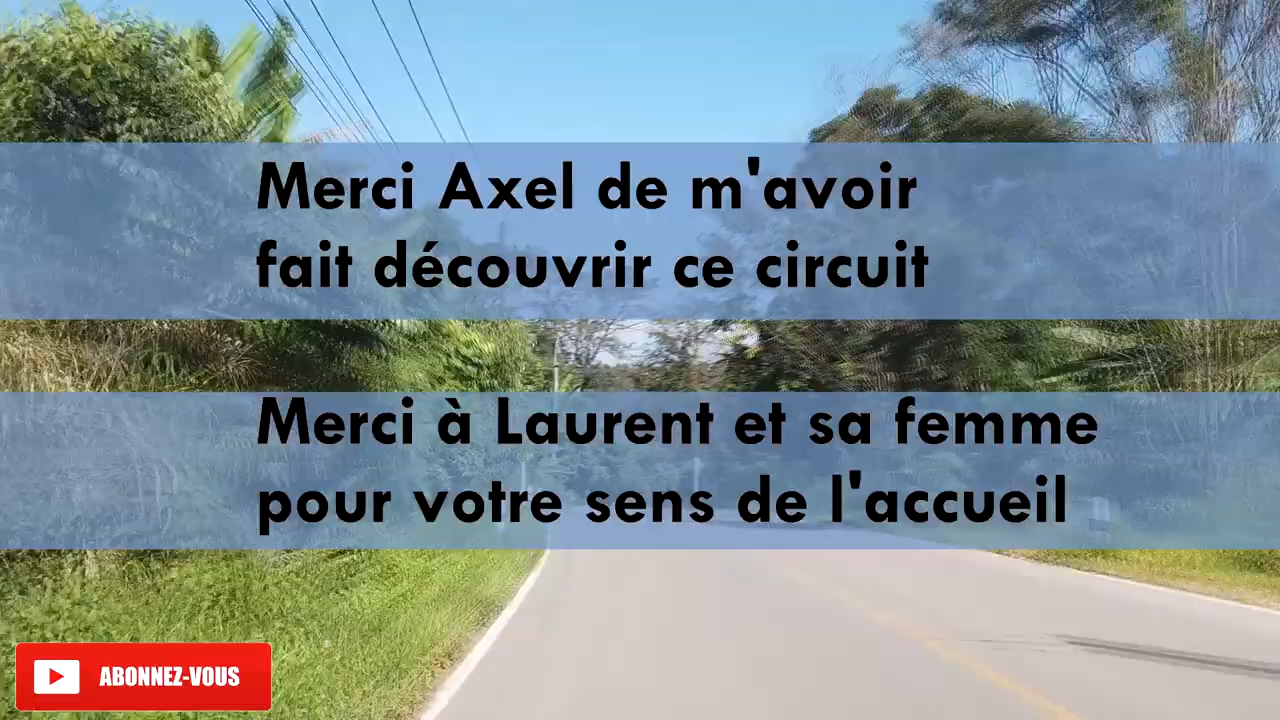 Merci Axel de m'avoir
fait découvrir ce circuit
Merci à Laurent et sa femme
pour votre sens de l'accueil
ABONNEZ-VOUS